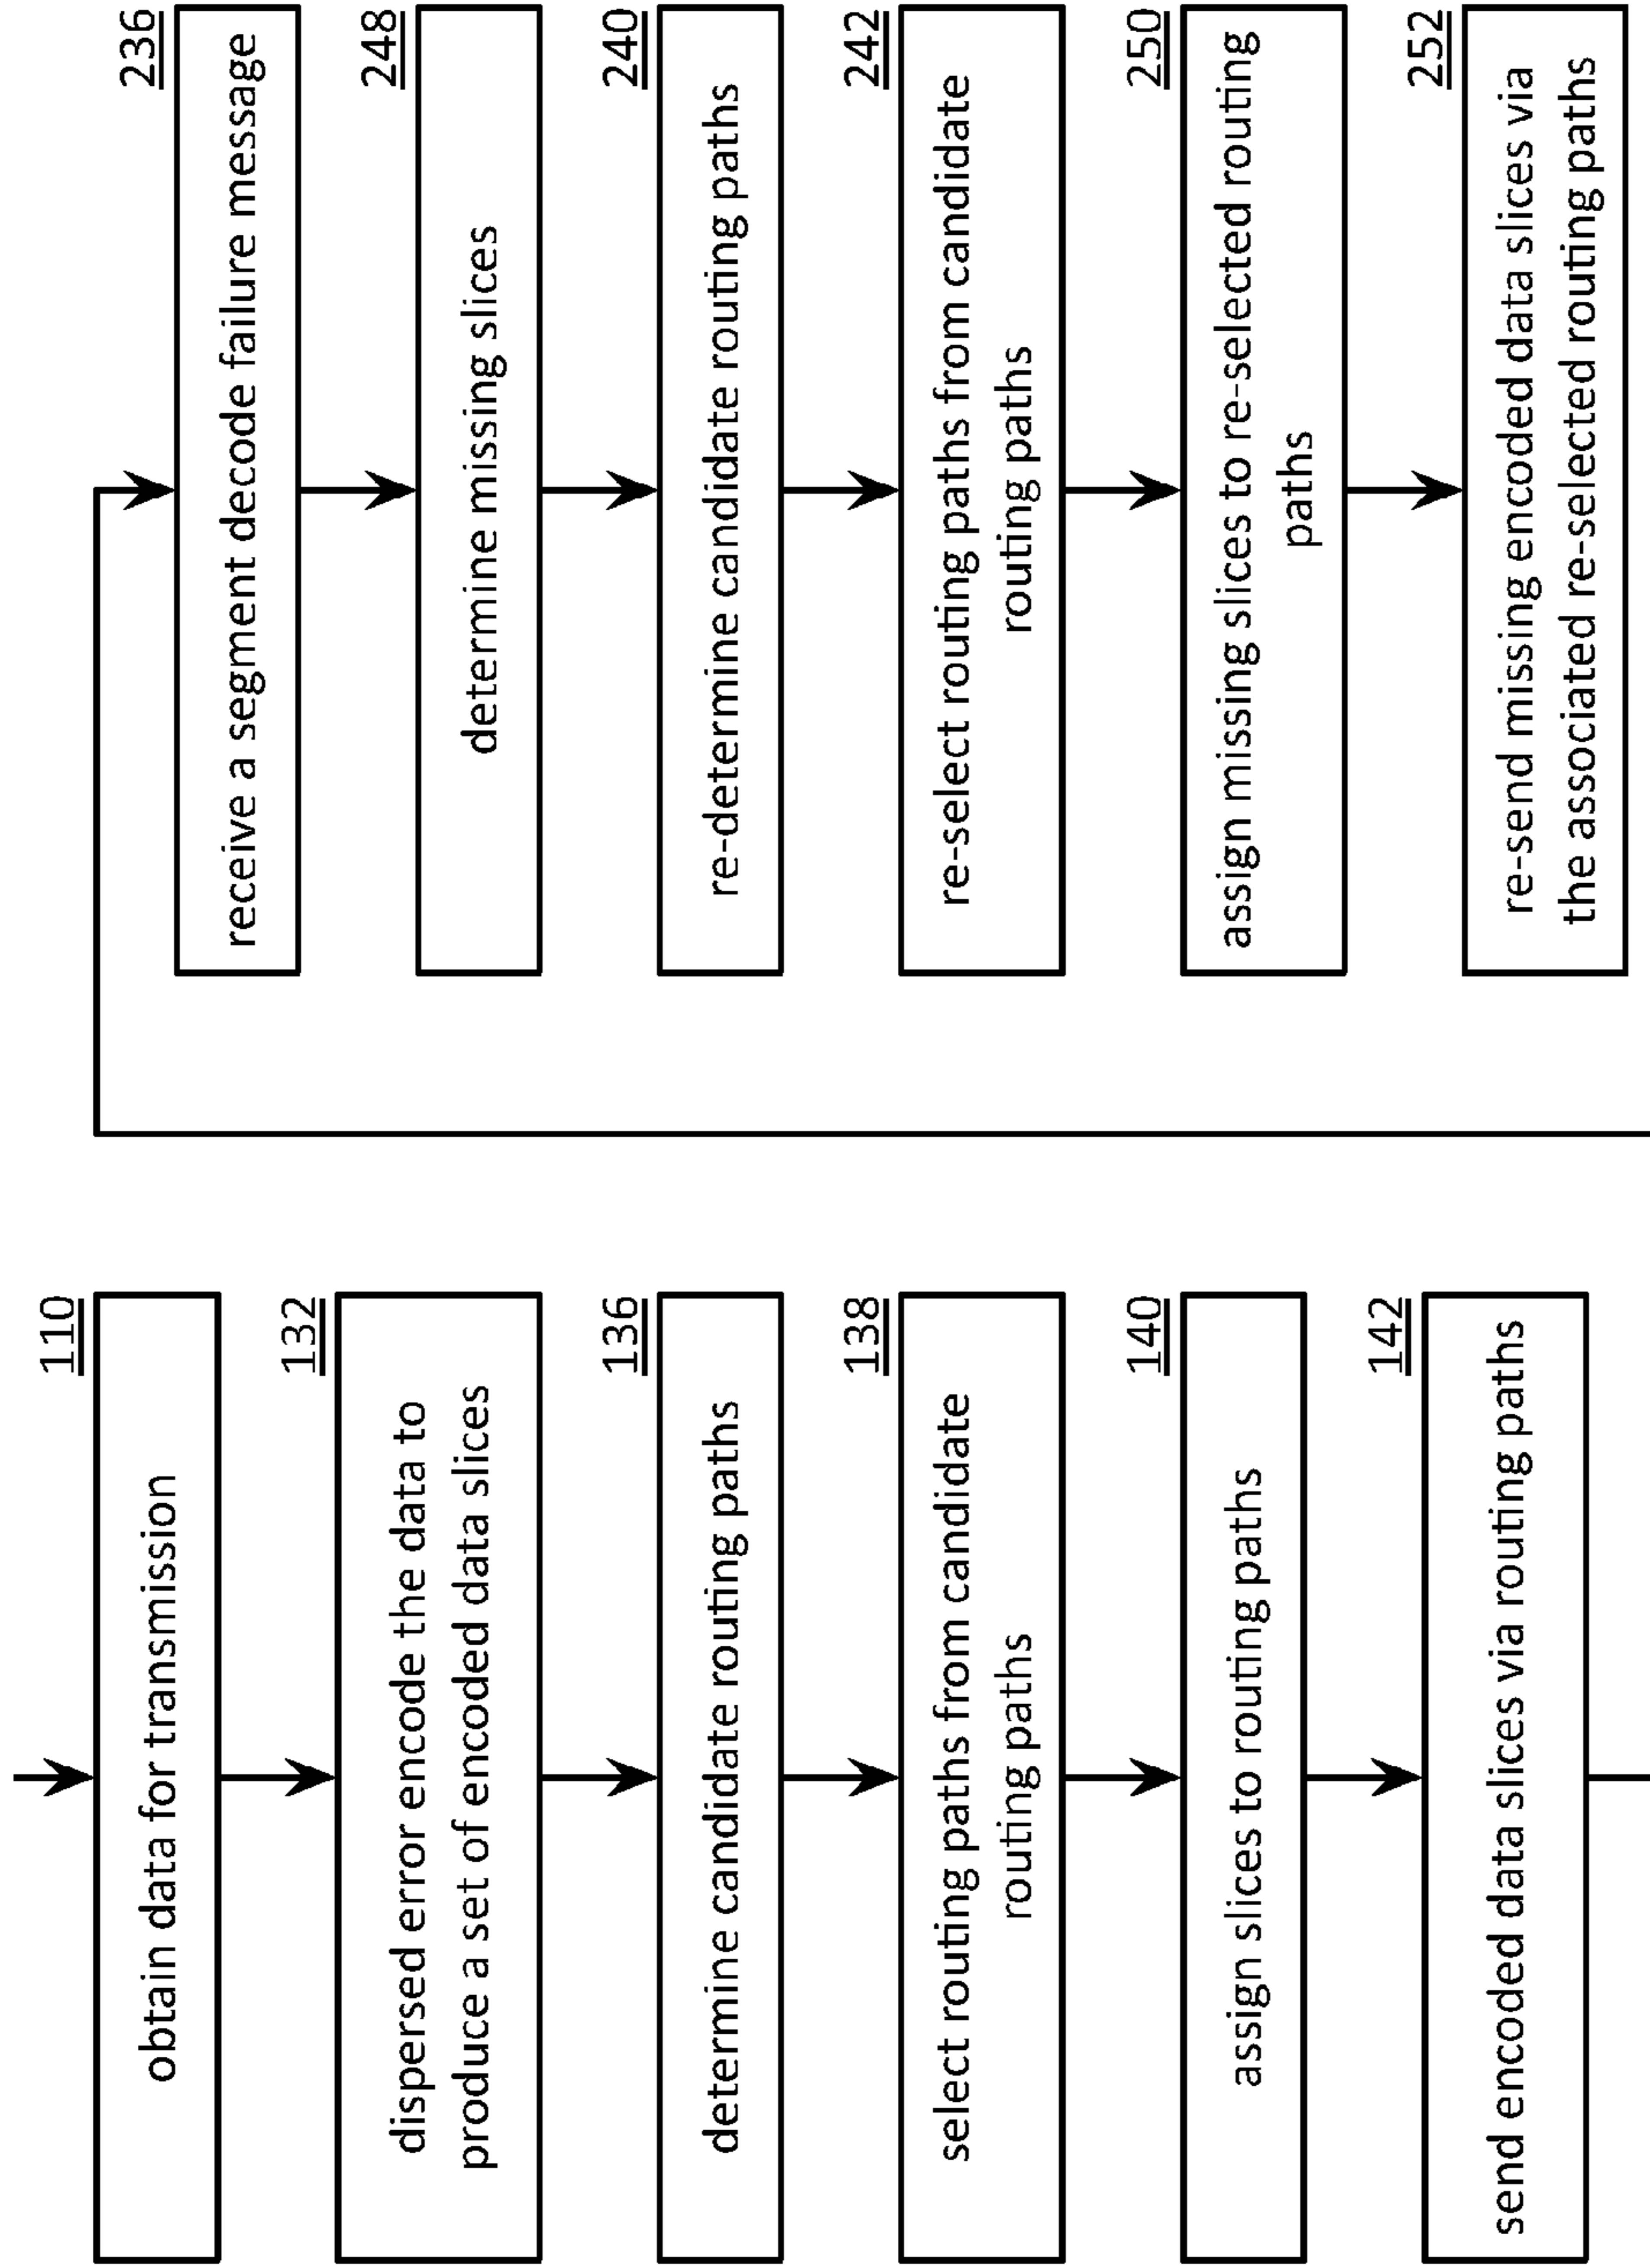 110
obtain data for transmission
132
dispersed error encode the data to
produce a set of encoded data slices
136
determine candidate routing paths
138
select routing paths from candidate
routing paths
140
assign slices to routing paths
142
send encoded data slices via routing paths
236
receive a segment decode failure message
248
determine missing slices
240
re-determine candidate routing paths
242
re-select routing paths from candidate
routing paths
250
assign missing slices to re-selected routing
paths
252
re-send missing encoded data slices via
the associated re-selected routing paths